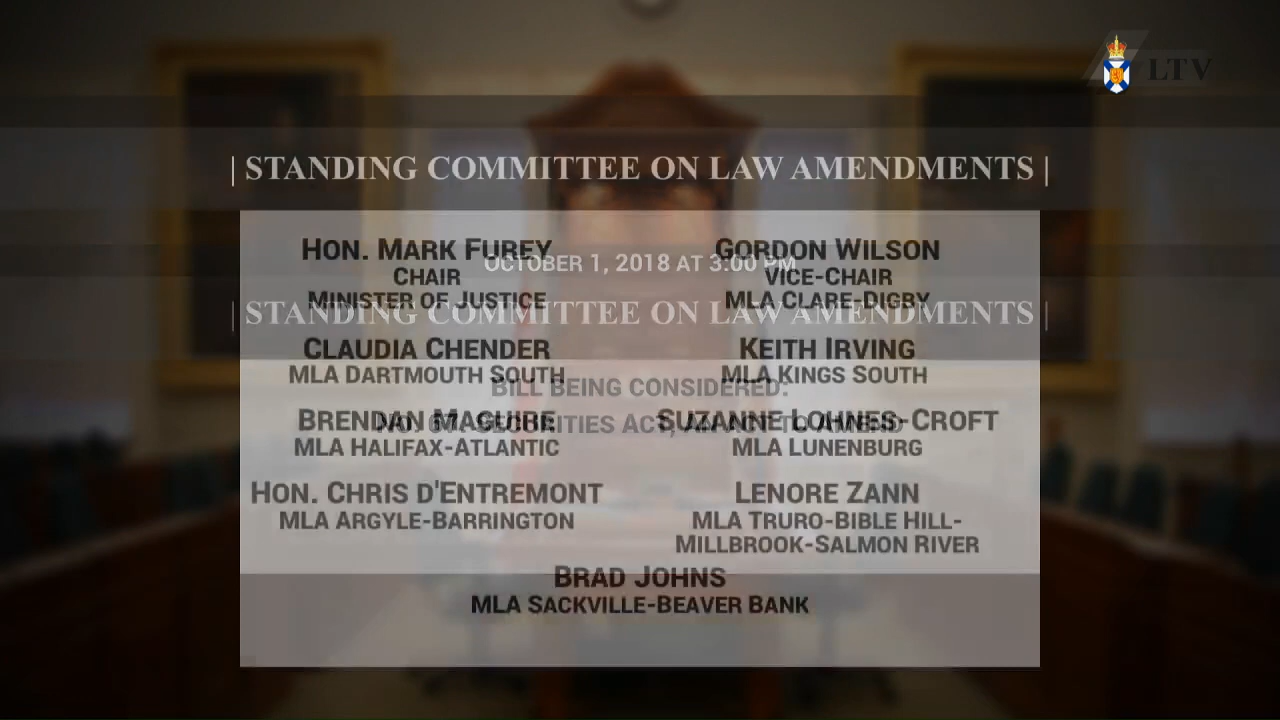 LTV
| STANDING COMMITTEE ON LAW AMENDMENTS |
HON. MARK FUREY
CHAIR
MINISTER OF JUSTICE
GORDON WILSON
VICE-CHAIR
MLA CLARE-DIGBY
OCTOBER 1, 2018 AT 3:00 PM
| STANDING COMMITTEE ON LAW AMENDMENTS |
CLAUDIA CHENDER
MLA DARTMOUTH SOUTH
KEITH IRVING
MLA KINGS SOUTH
BILL BEING CONSIDERED:
BRENDAN MAGUIRE
MLA HALIFAX-ATLANTIC
SUZANNE LOHNES-CROFT
MLA LUNENBURG
SECURITIES ACT,
HON. CHRIS D'ENTREMONT
MLA ARGYLE-BARRINGTON
LENORE ZANN
MLA TRURO-BIBLE HILL-
MILLBROOK-SALMON RIVER
BRAD JOHNS
MLA SACKVILLE-BEAVER BANK